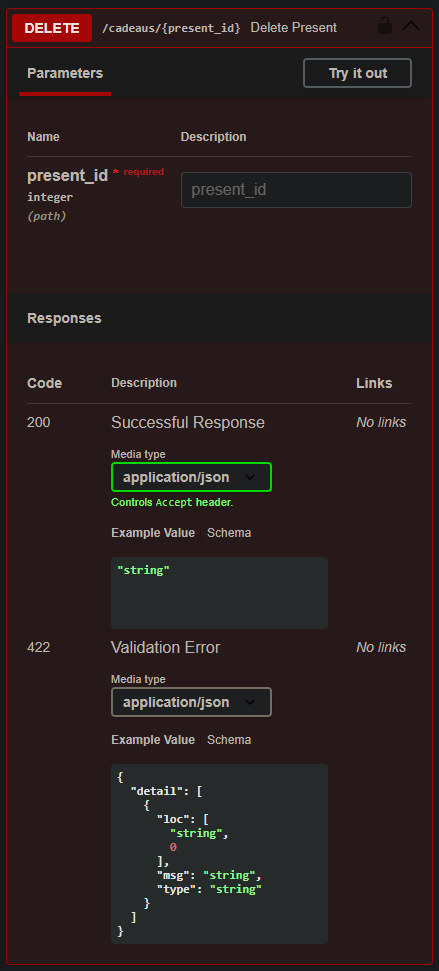 DELETE /cadeaus/{present_id} Delete Present
Parameters Try it out
Name Description
present_id * required
integer
(path)
present_id
Responses
Code Description Links
200 Successful Response No links
Media type
application/json
Controls Accept header.
Example Value Schema
"string"
422 Validation Error No links
Media type
application/json
Example Value Schema
{
  "detail": [
    {
      "loc": [
        "string",
        0
      ],
      "msg": "string",
      "type": "string"
    }
  ]
}